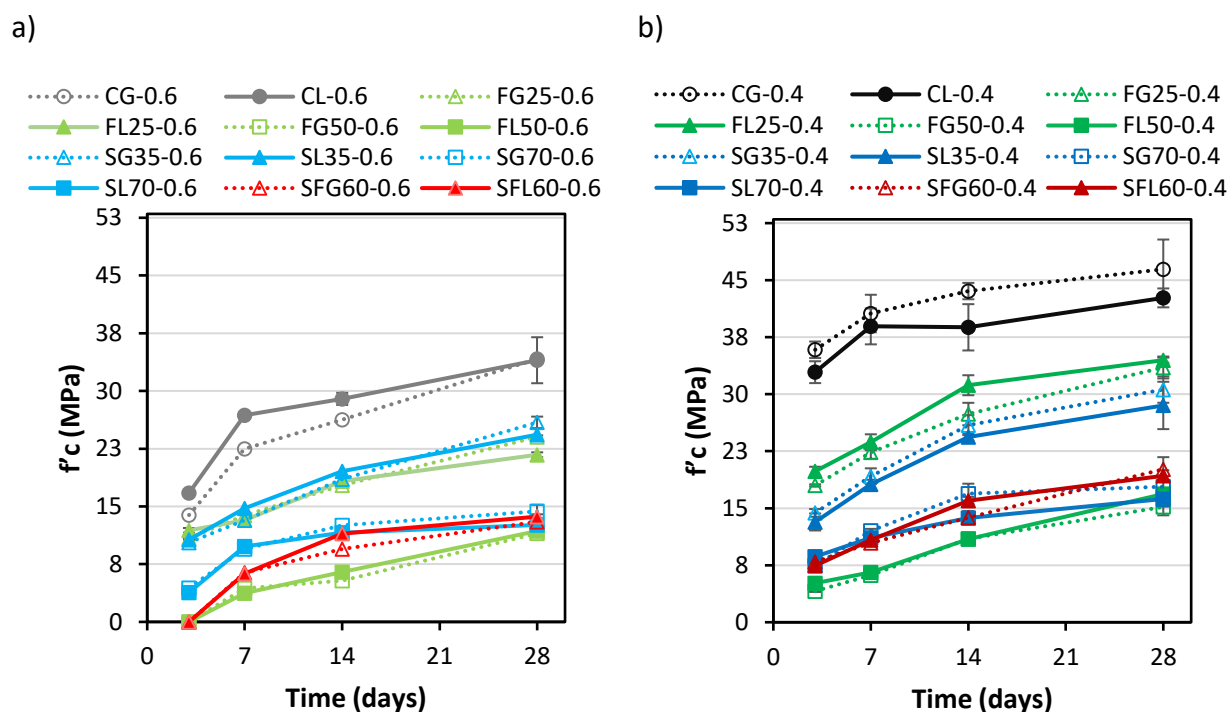 a)
CG-0.6 CL-0.6 FG25-0.6
FL25-0.6 FG50-0.6 FL50-0.6
SG35-0.6 SL35-0.6 SG70-0.6
SL70-0.6 SFG60-0.6 SFL60-0.6
53
45
38
30
23
15
8
0
f'c (MPa)
0 7 14 21 28
Time (days)
b)
CG-0.4 CL-0.4 FG25-0.4
FL25-0.4 FG50-0.4 FL50-0.4
SG35-0.4 SL35-0.4 SG70-0.4
SL70-0.4 SFG60-0.4 SFL60-0.4
53
45
38
30
23
15
8
0
f'c (MPa)
0 7 14 21 28
Time (days)